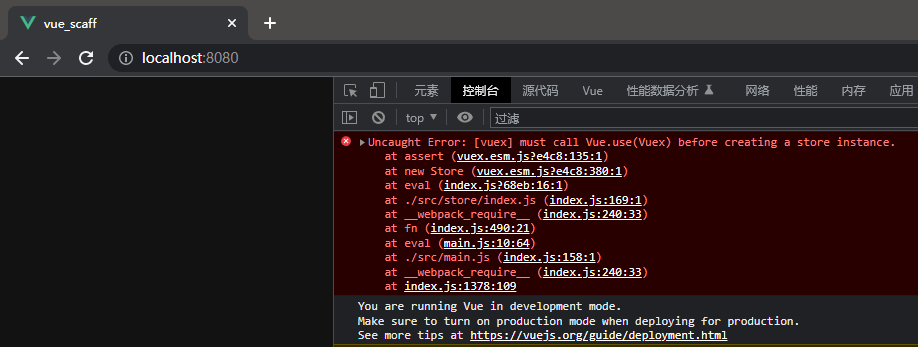 vue_scaff
localhost:8080
元素 控制台 源代码 Vue 性能数据分析 网络 性能 内存 应用
top 过滤
Uncaught Error: [vuex] must call Vue.use(Vuex) before creating a store instance.
at assert (vuex.esm.js?e4c8:135:1)
at new Store (vuex.esm.js?e4c8:380:1)
at eval (index.js?68eb:16:1)
at ./src/store/index.js (index.js:169:1)
at __webpack_require__ (index.js:240:33)
at fn (index.js:490:21)
at eval (main.js:10:64)
at ./src/main.js (index.js:158:1)
at __webpack_require__ (index.js:240:33)
at index.js:1378:109
You are running Vue in development mode.
Make sure to turn on production mode when deploying for production.
See more tips at https://vuejs.org/guide/deployment.html